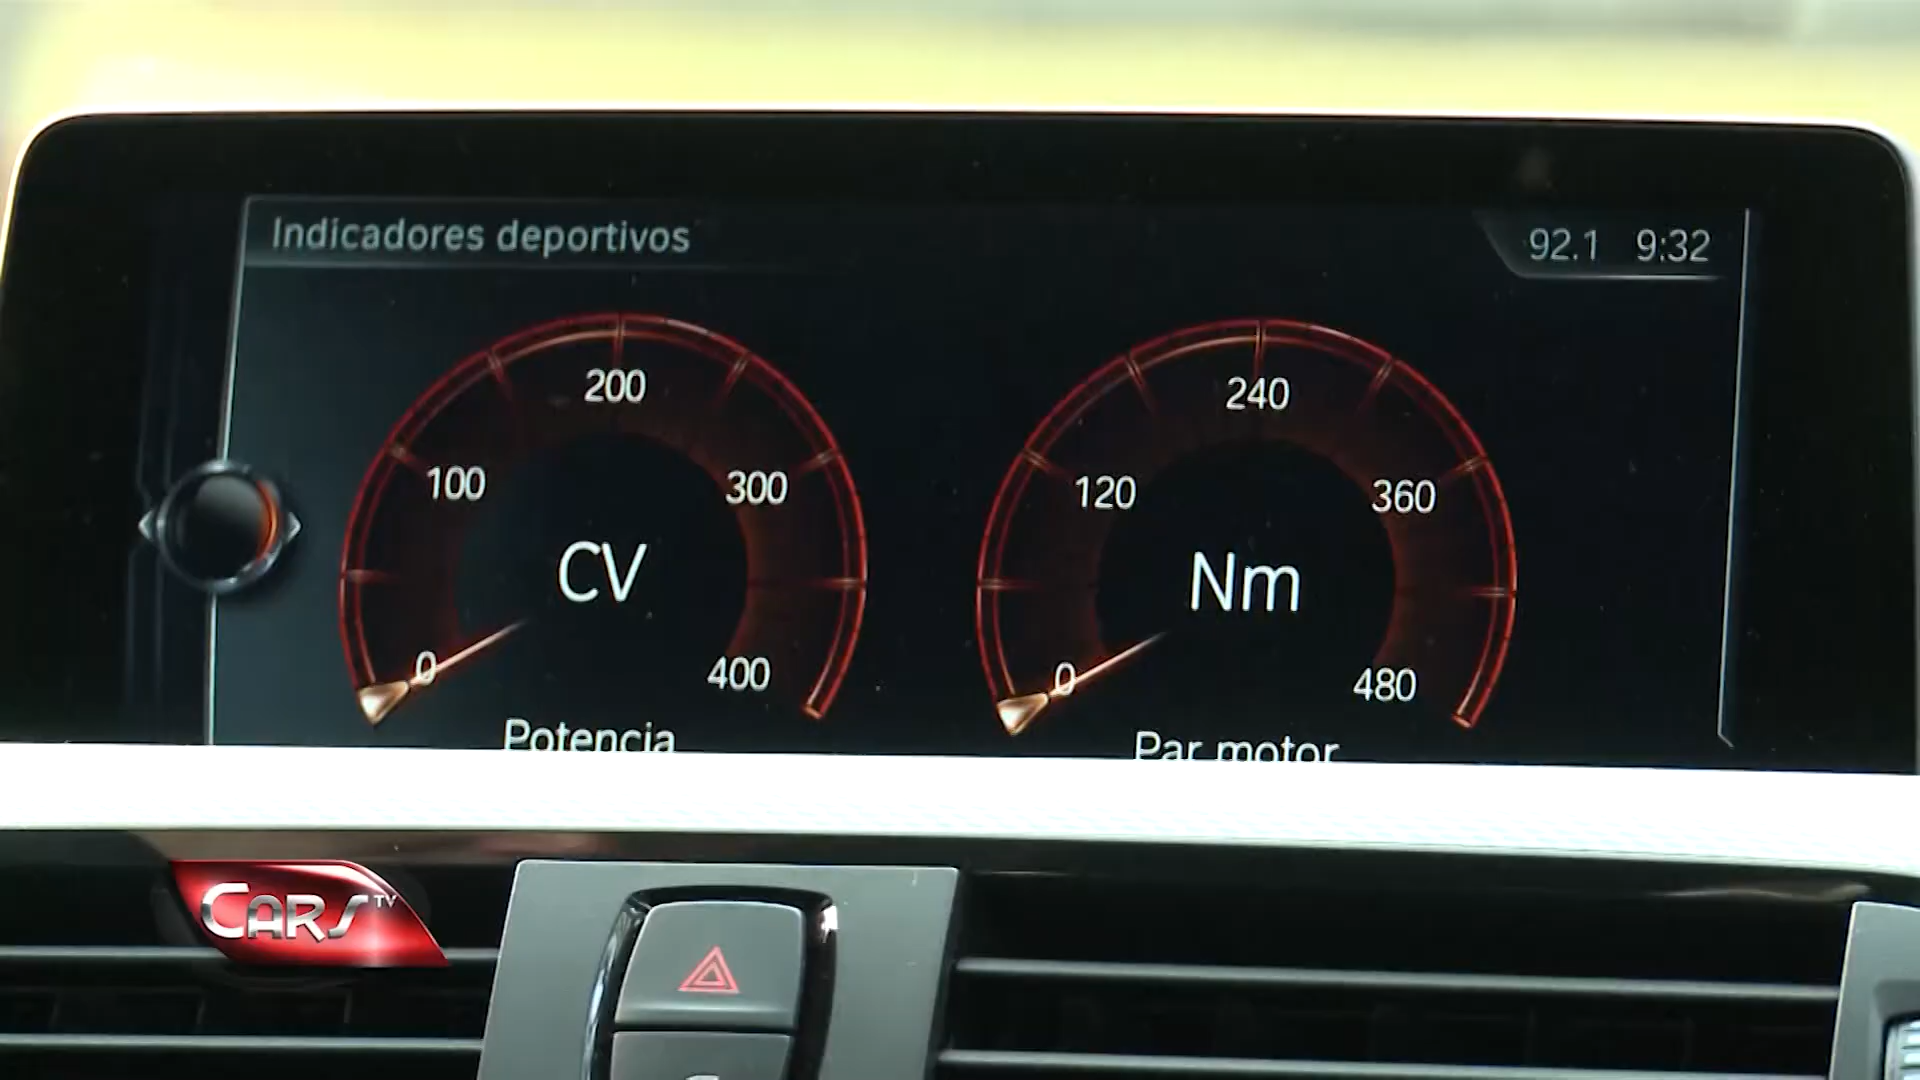 Indicadores deportivos
92.1 9:32
200
240
100
300
120
360
CV
Nm
0
400
0
480
Potencia
Par motor
CARS TV